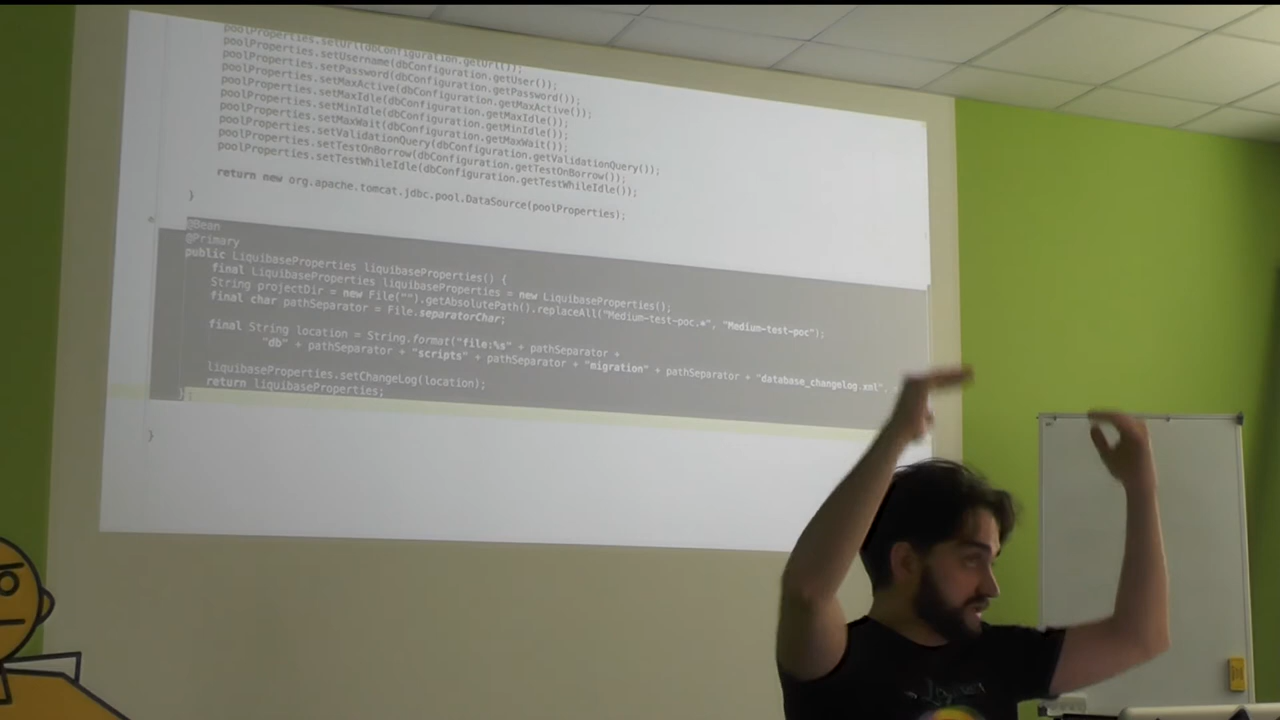 poolProperties.setUrl(dbConfiguration.getUrl());
poolProperties.setUsername(dbConfiguration.getUser());
poolProperties.setPassword(dbConfiguration.getPassword());
poolProperties.setMaxActive(dbConfiguration.getMaxActive());
poolProperties.setMaxIdle(dbConfiguration.getMaxIdle());
poolProperties.setMinIdle(dbConfiguration.getMinIdle());
poolProperties.setMaxWait(dbConfiguration.getMaxWait());
poolProperties.setValidationQuery(dbConfiguration.getValidationQuery());
poolProperties.setTestOnBorrow(dbConfiguration.getTestOnBorrow());
poolProperties.setTestWhileIdle(dbConfiguration.getTestWhileIdle());
return new org.apache.tomcat.jdbc.pool.DataSource(poolProperties);
}
@Bean
@Primary
public LiquibaseProperties liquibaseProperties() {
final LiquibaseProperties liquibaseProperties = new LiquibaseProperties();
String projectDir = new File("").getAbsolutePath().replaceAll("Medium-test-poc.*", "Medium-test-poc");
final char pathSeparator = File.separatorChar;
final String location = String.format("file:%s" + pathSeparator +
"db" + pathSeparator + "scripts" + pathSeparator + "migration" + pathSeparator + "database_changelog.xml",
liquibaseProperties.setChangeLog(location);
return liquibaseProperties;
}
}